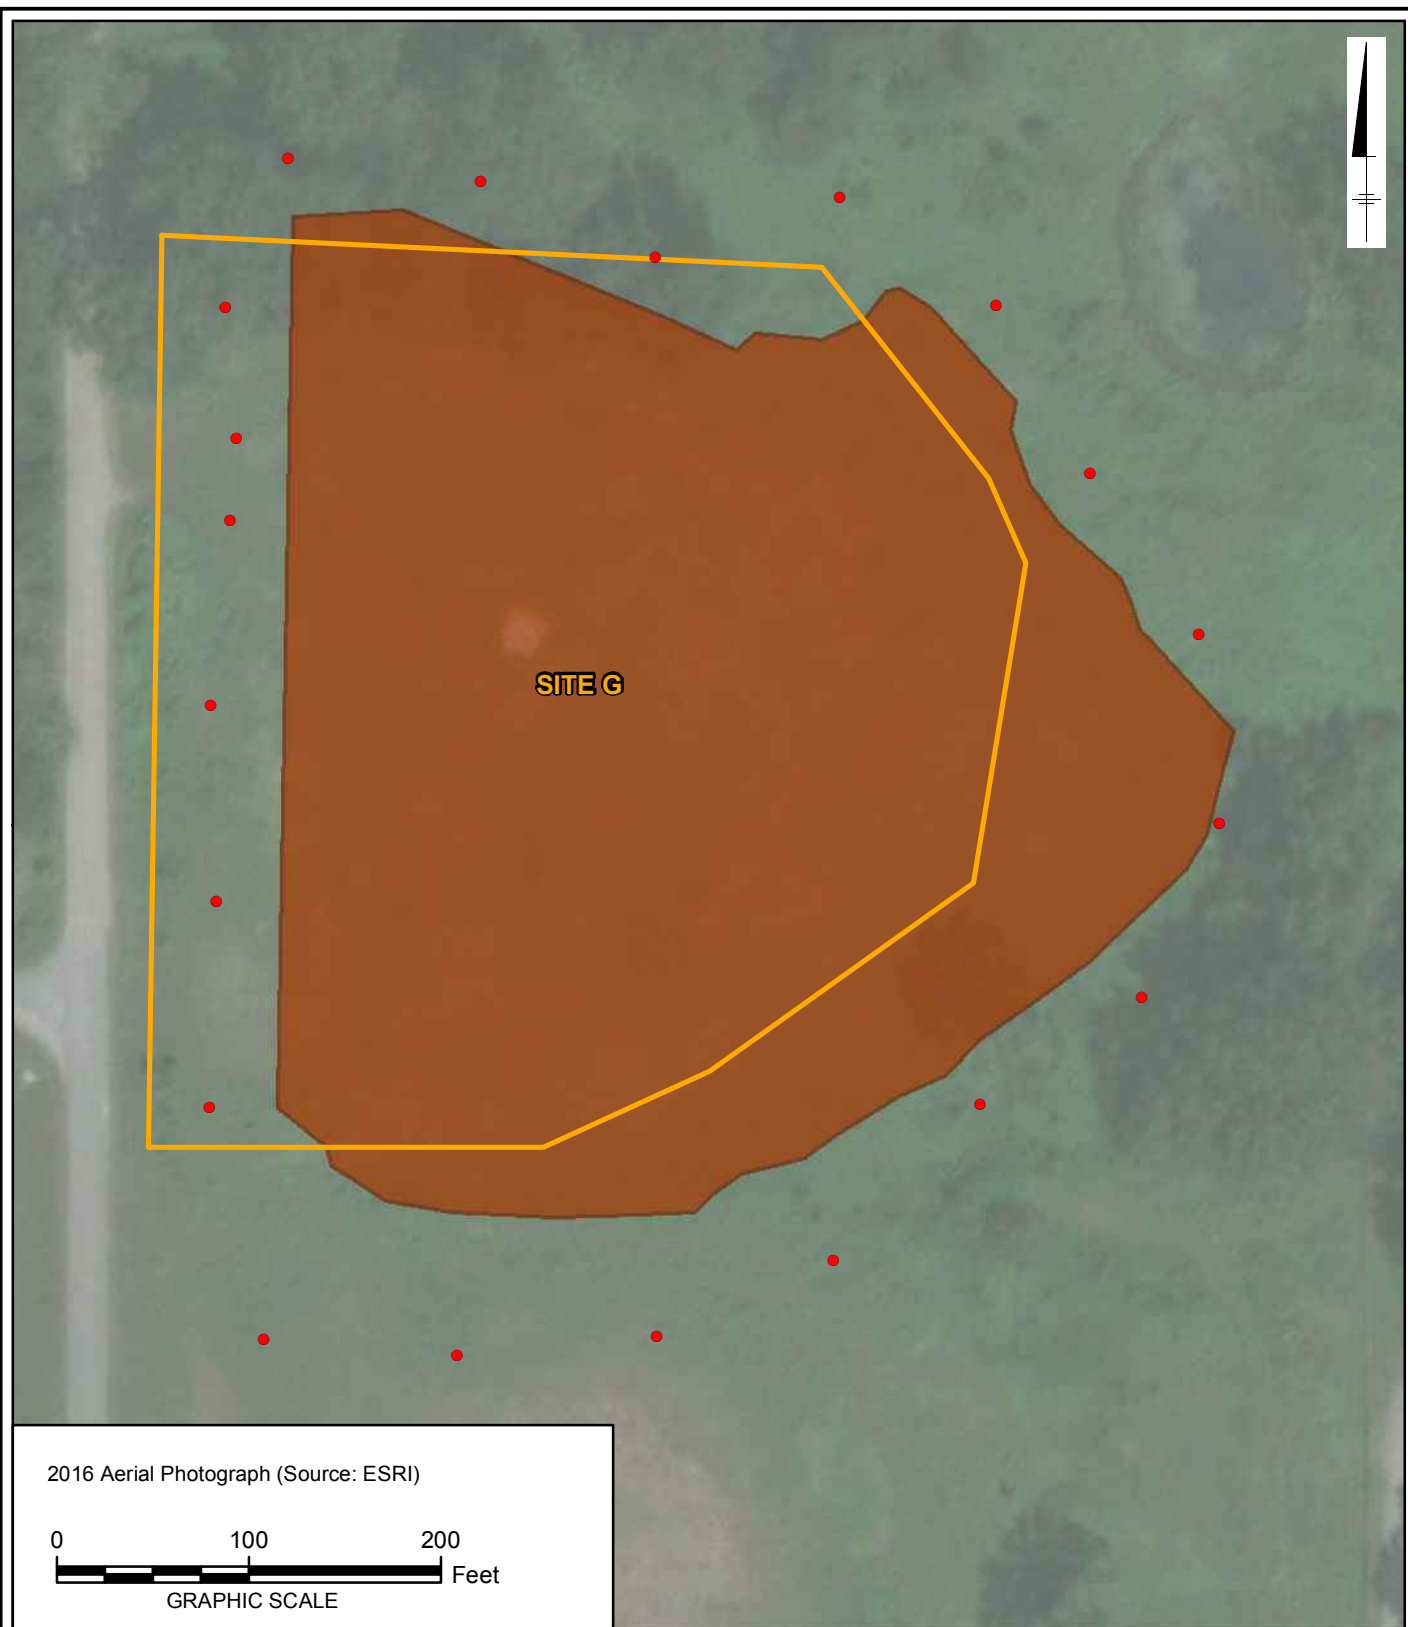 SITE G
2016 Aerial Photograph (Source: ESRI)
0 100 200
Feet
GRAPHIC SCALE